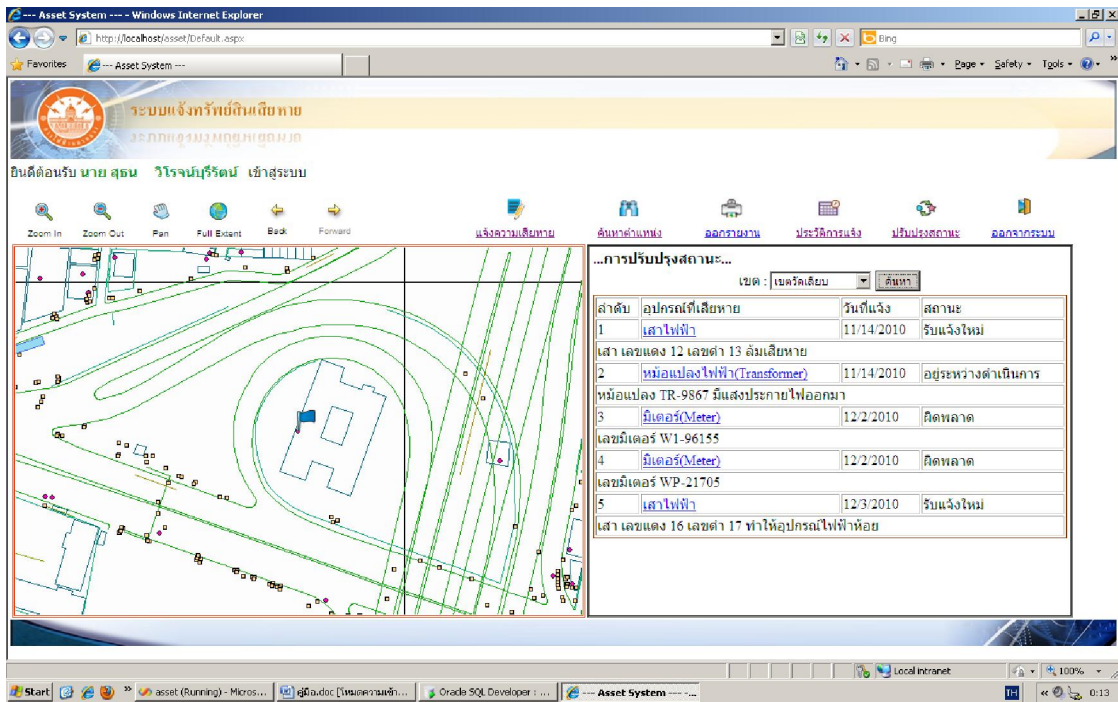 --- Asset System --- - Windows Internet Explorer
http://localhost/asset/Default.aspx
Bing
Favorites
--- Asset System ---
Page
Safety
Tools
ระบบแจ้งทรัพย์สินเสียหาย
ยินดีต้อนรับ นาย สุธน วิโรจน์บุรีรัตน์ เข้าสู่ระบบ
Zoom In
Zoom Out
Pan
Full Extent
Back
Forward
แจ้งความเสียหาย
ค้นหาตำแหน่ง
ออกรายงาน
ประวัติการแจ้ง
ปรับปรุงสถานะ
ออกจากระบบ
...การปรับปรุงสถานะ...
เขต : เขตวัดเลียบ ค้นหา
ลำดับ อุปกรณ์ที่เสียหาย วันที่แจ้ง สถานะ
1 เสาไฟฟ้า 11/14/2010 รับแจ้งใหม่
เสา เลขแดง 12 เลขดำ 13 ล้มเสียหาย
2 หม้อแปลงไฟฟ้า(Transformer) 11/14/2010 อยู่ระหว่างดำเนินการ
หม้อแปลง TR-9867 มีแสงประกายไฟออกมา
3 มิเตอร์(Meter) 12/2/2010 ผิดพลาด
เลขมิเตอร์ W1-96155
4 มิเตอร์(Meter) 12/2/2010 ผิดพลาด
เลขมิเตอร์ WP-21705
5 เสาไฟฟ้า 12/3/2010 รับแจ้งใหม่
เสา เลขแดง 16 เลขดำ 17 ทำให้อุปกรณ์ไฟฟ้าห้อย
Local intranet
100%
Start
asset (Running) - Micros...
คู่มือ.doc [โหมดความเข้า...
Oracle SQL Developer : ...
--- Asset System --- -...
TH
0:13